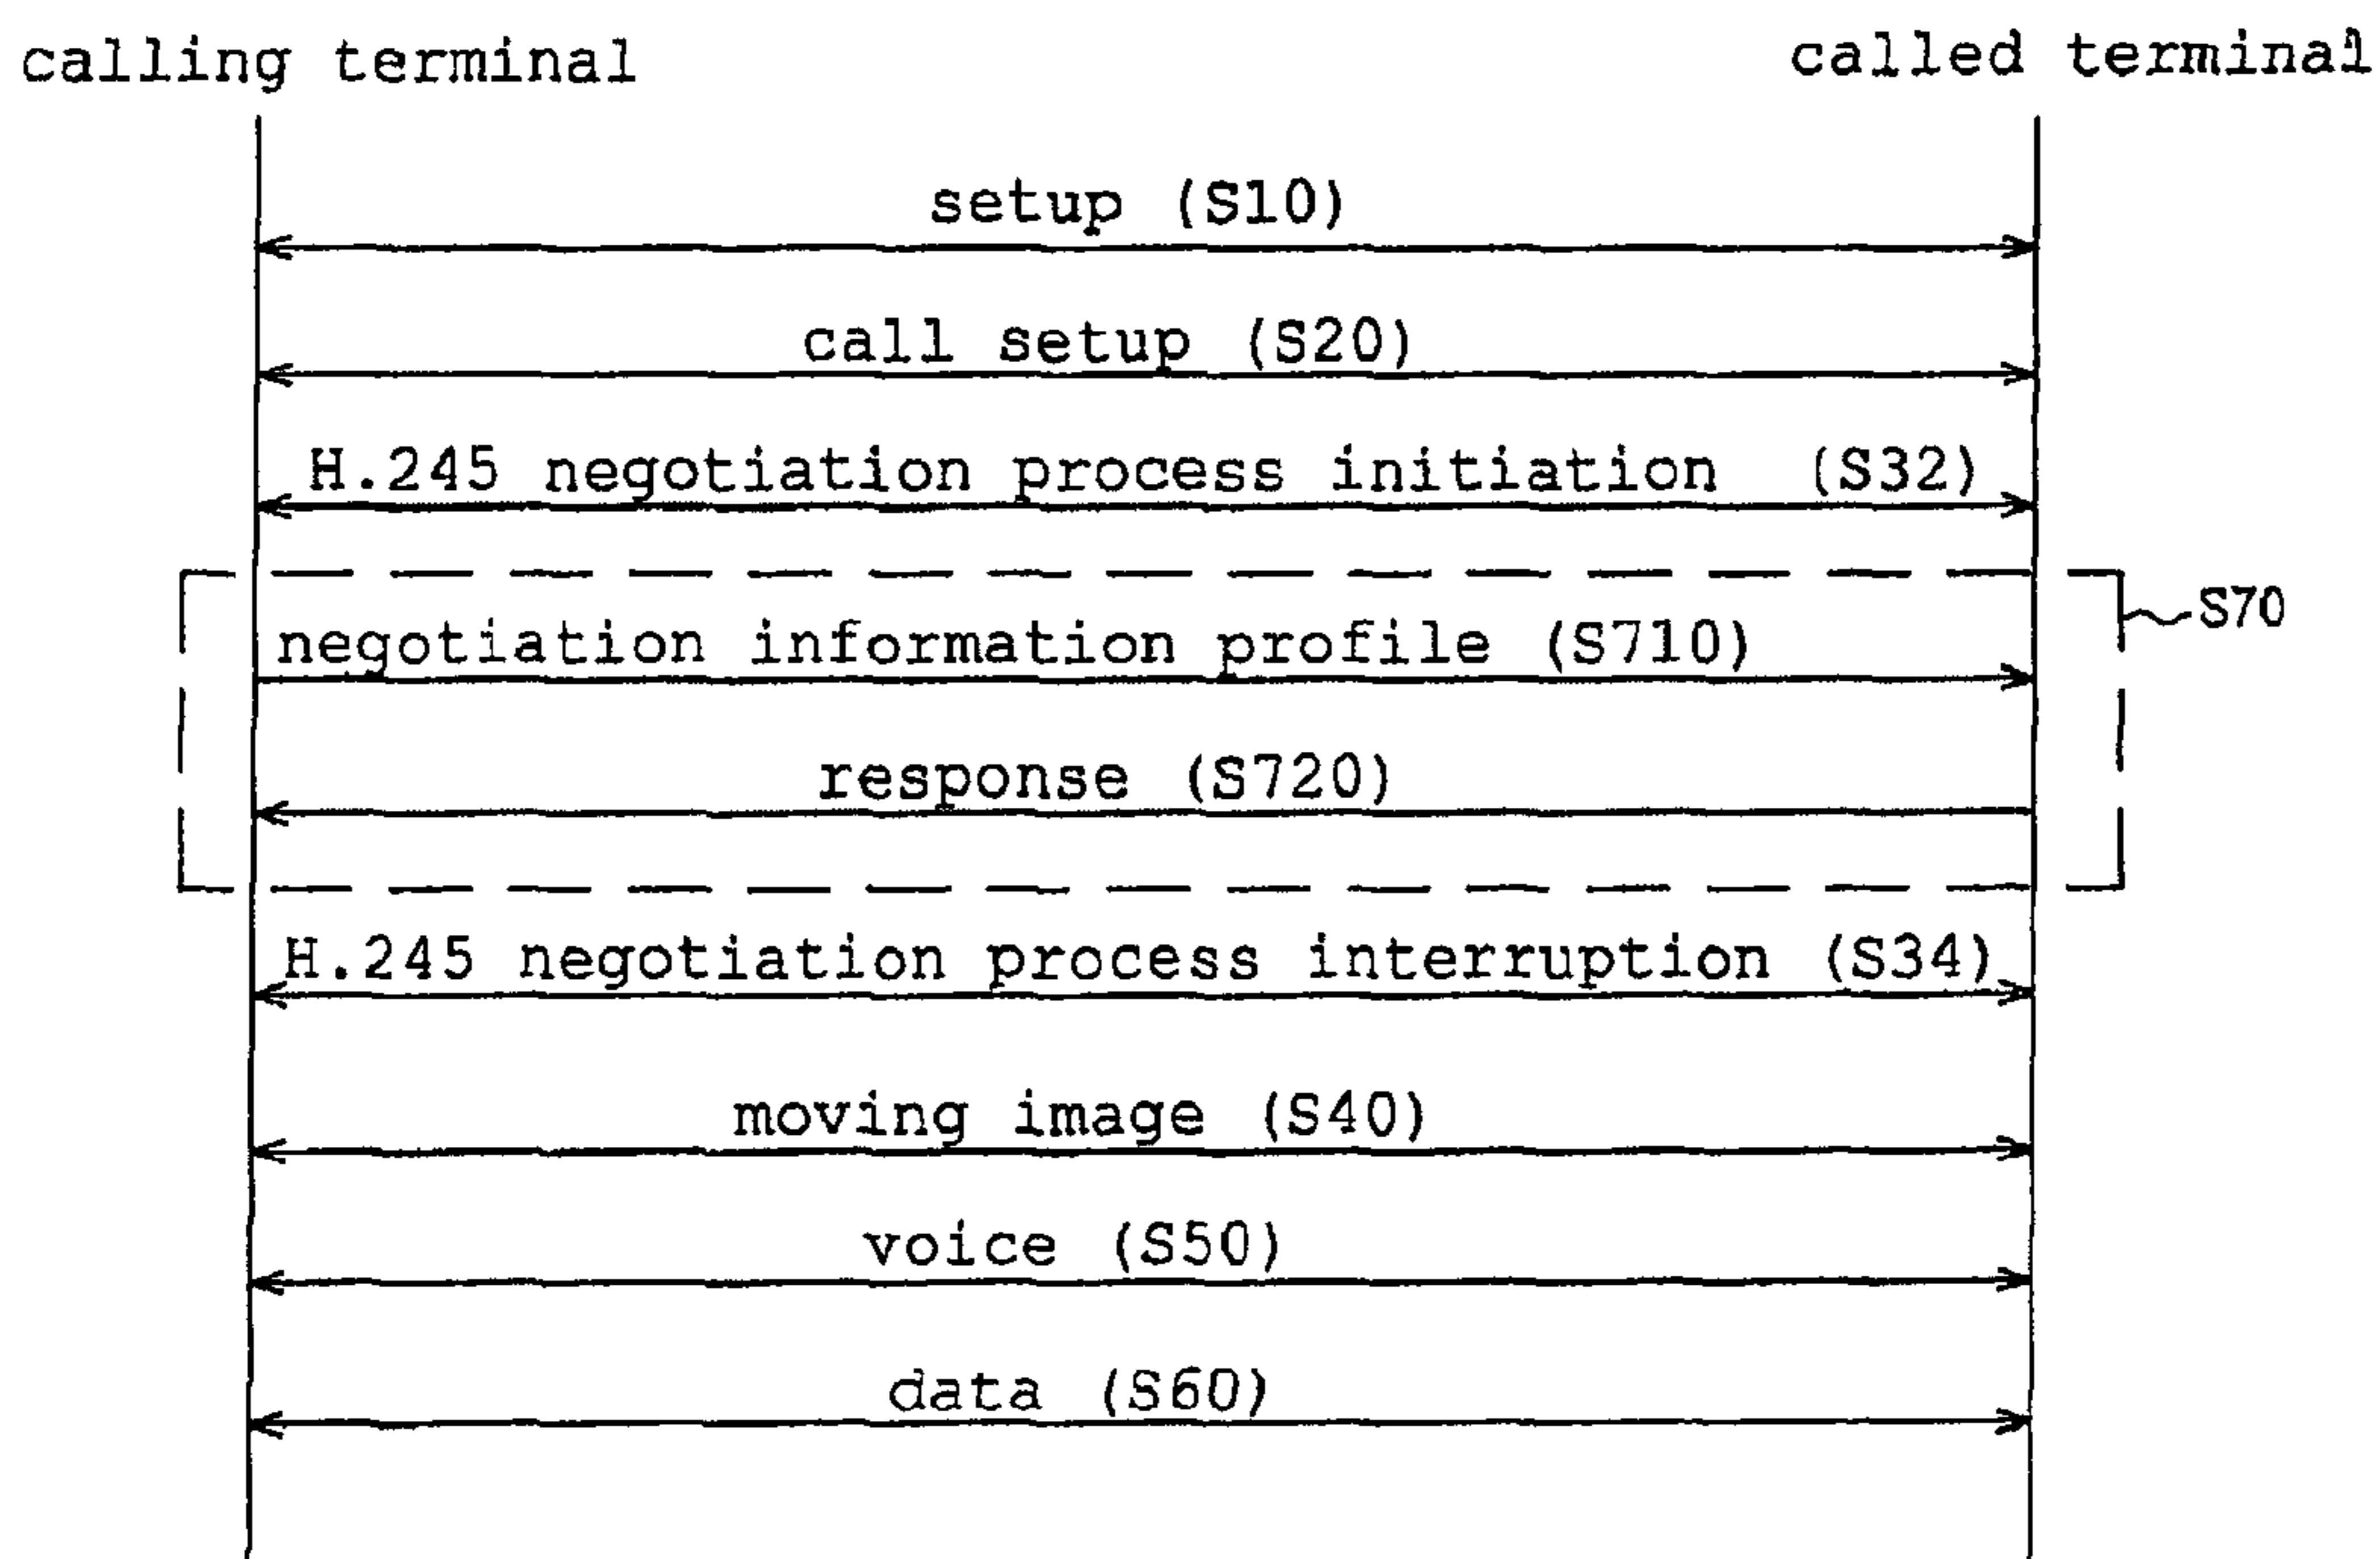 calling terminal
called terminal
setup (S10)
call setup (S20)
H.245 negotiation process initiation (S32)
S70
negotiation information profile (S710)
response (S720)
H.245 negotiation process interruption (S34)
moving image (S40)
voice (S50)
data (S60)